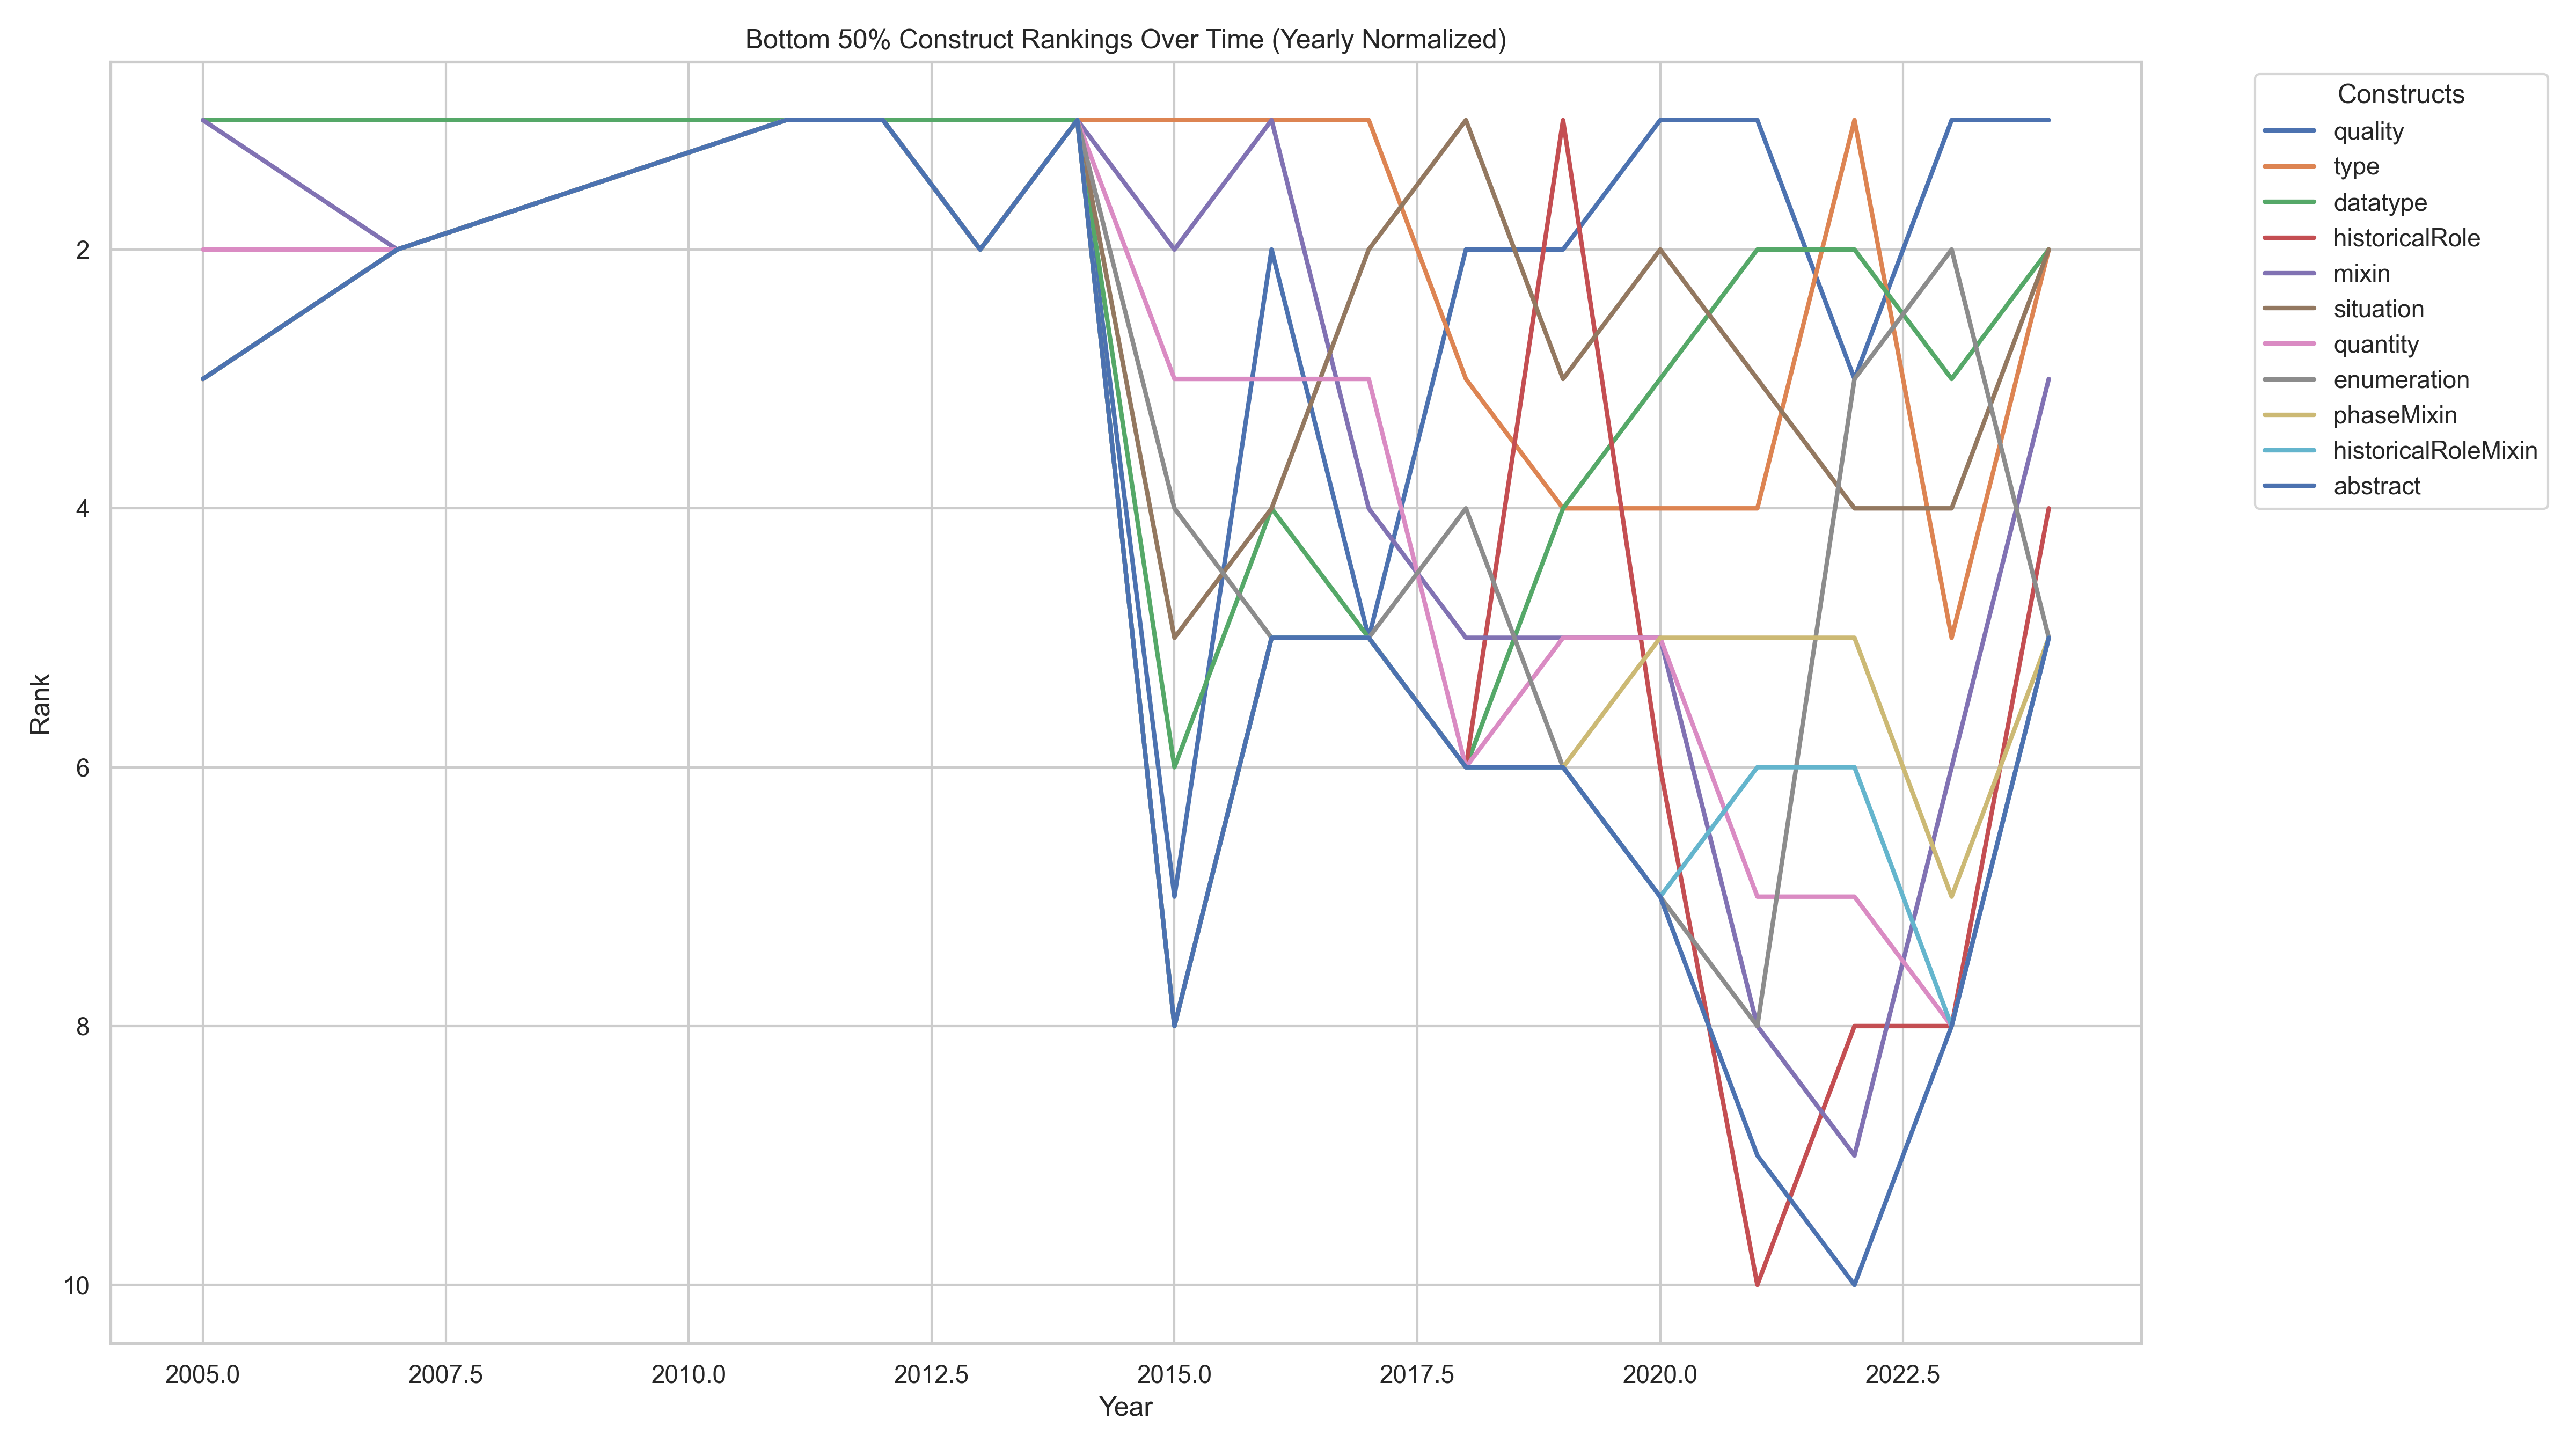 Bottom 50% Construct Rankings Over Time (Yearly Normalized)
Constructs
quality
type
datatype
historicalRole
mixin
situation
quantity
enumeration
phaseMixin
historicalRoleMixin
abstract
Rank
2
4
6
8
10
2005.0 2007.5 2010.0 2012.5 2015.0 2017.5 2020.0 2022.5
Year